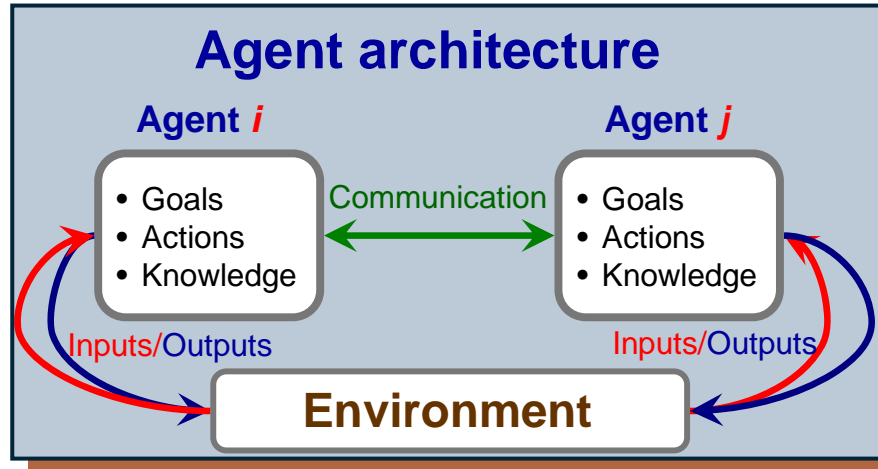 Agent architecture
Agent i
Agent j
• Goals
• Actions
• Knowledge
Communication
• Goals
• Actions
• Knowledge
Inputs/Outputs
Inputs/Outputs
Environment